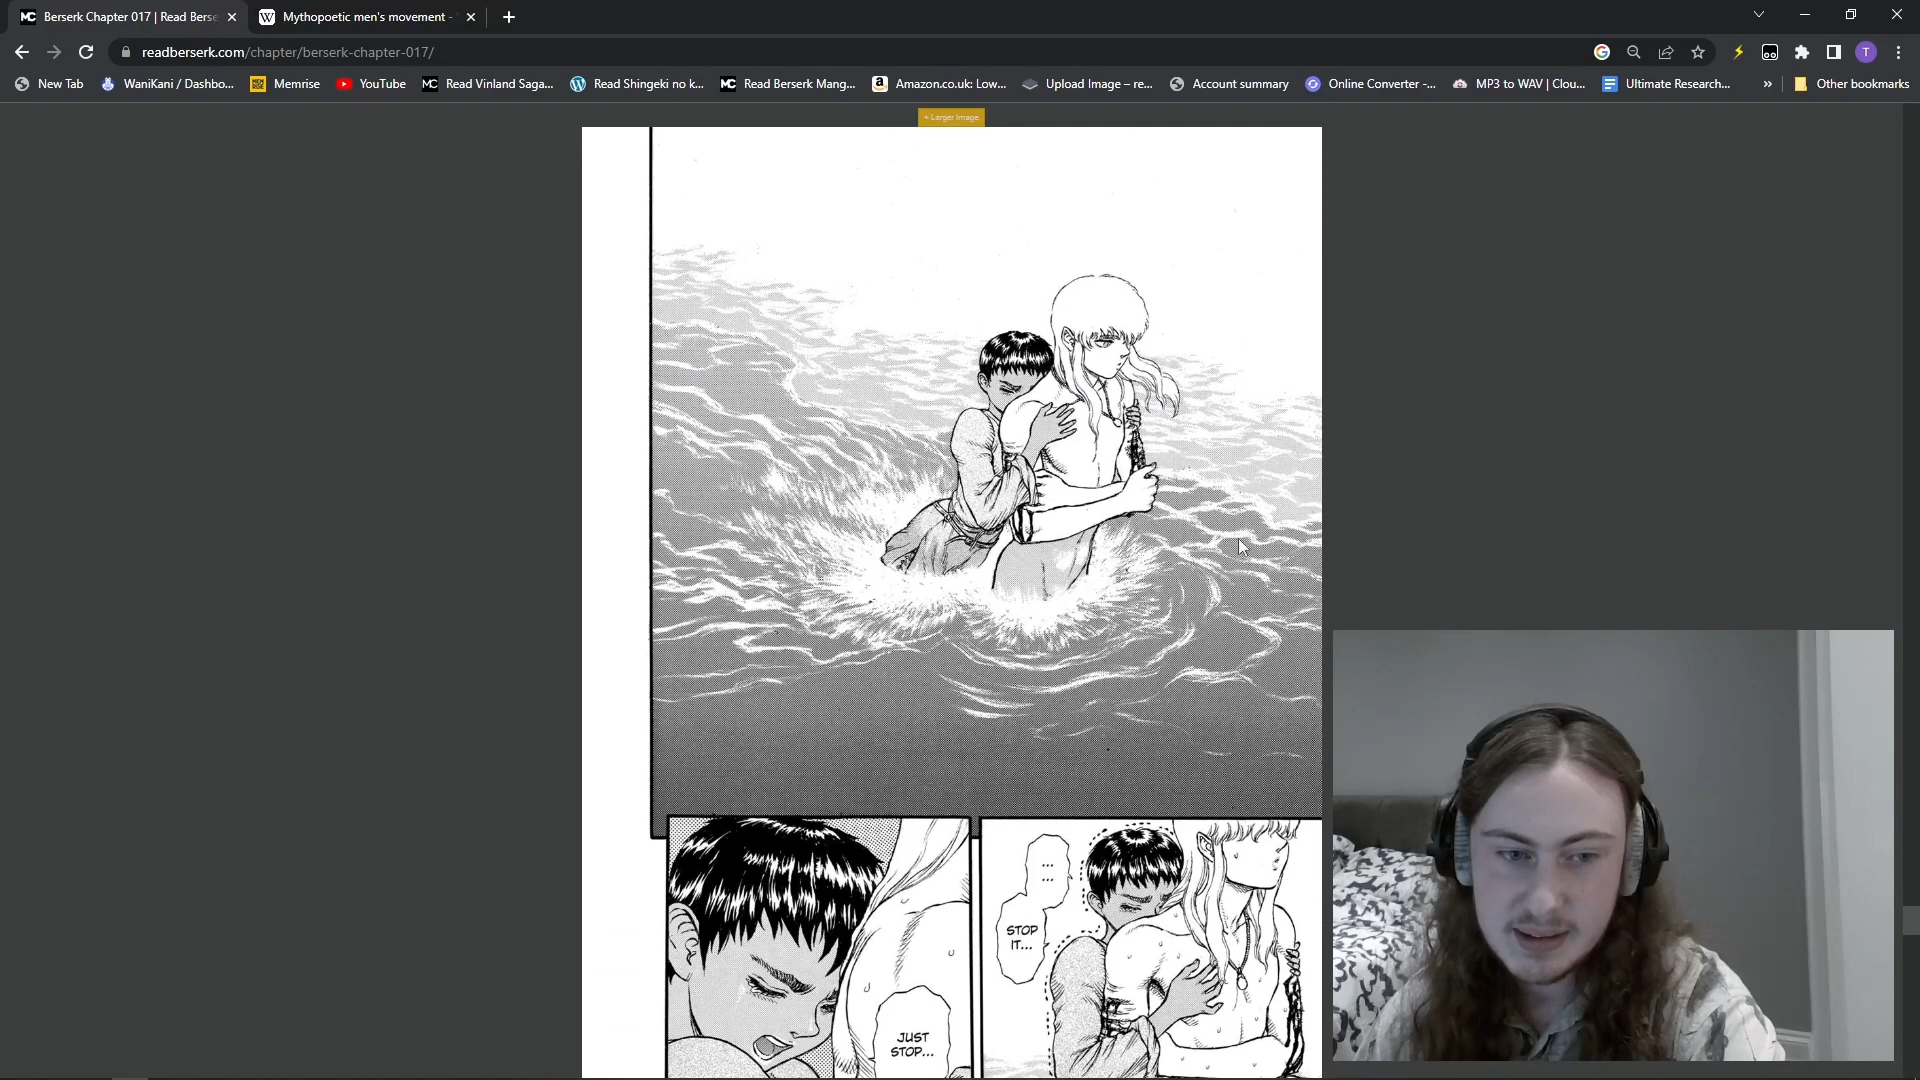 Berserk Chapter 017 | Read Berse
Mythopoetic men's movement -
readberserk.com/chapter/berserk-chapter-017/
T
New Tab
WaniKani / Dashbo...
Memrise
YouTube
Read Vinland Saga...
Read Shingeki no k...
Read Berserk Mang...
Amazon.co.uk: Low...
Upload Image – re...
Account summary
Online Converter -...
MP3 to WAV | Clou...
Ultimate Research...
»
Other bookmarks
+ Larger Image
...
...
STOP
IT...
JUST
STOP...